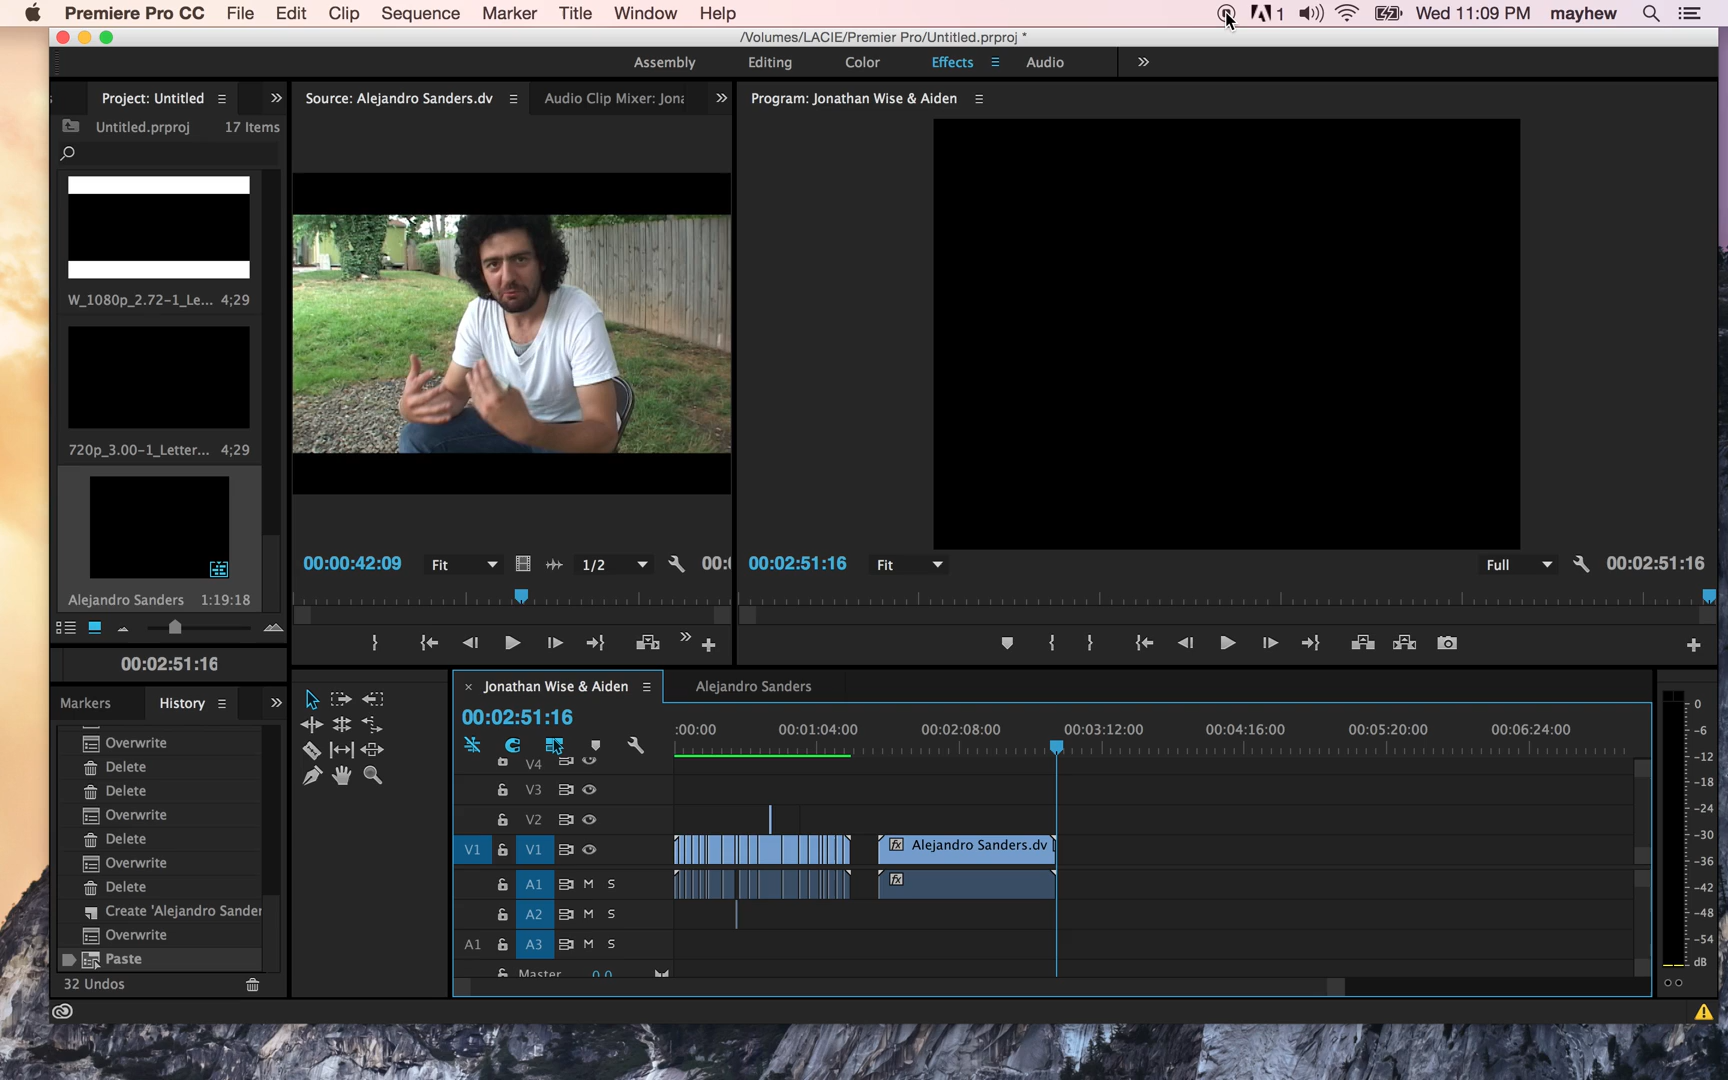 Premiere Pro CC File Edit Clip Sequence Marker Title Window Help 1 Wed 11:09 PM mayhew
/Volumes/LACIE/Premier Pro/Untitled.prproj *
Assembly Editing Color Effects Audio
Project: Untitled
Untitled.prproj 17 Items
W_1080p_2.72-1_Le... 4;29
720p_3.00-1_Letter... 4;29
Alejandro Sanders 1:19:18
00:02:51:16
Source: Alejandro Sanders.dv Audio Clip Mixer: Jona
00:00:42:09 Fit 1/2
Program: Jonathan Wise & Aiden
00:02:51:16 Fit Full 00:02:51:16
Markers History
Overwrite
Delete
Delete
Overwrite
Delete
Overwrite
Delete
Create 'Alejandro Sander
Overwrite
Paste
32 Undos
Jonathan Wise & Aiden Alejandro Sanders
00:02:51:16
:00:00 00:01:04:00 00:02:08:00 00:03:12:00 00:04:16:00 00:05:20:00 00:06:24:00
V4
V3
V2
V1 V1 fx Alejandro Sanders.dv
A1 M S fx
A2 M S
A1 A3 M S
Master 0.0
0
-6
-12
-18
-24
-30
-36
-42
-48
-54
dB